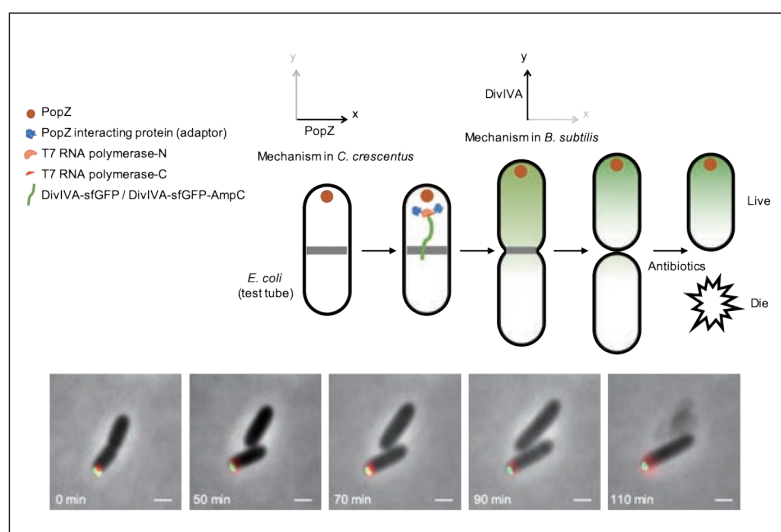 y
x
PopZ
y
DivIVA
x
PopZ
PopZ interacting protein (adaptor)
T7 RNA polymerase-N
T7 RNA polymerase-C
DivIVA-sfGFP / DivIVA-sfGFP-AmpC
Mechanism in C. crescentus
Mechanism in B. subtilis
E. coli
(test tube)
Antibiotics
Live
Die
0 min
50 min
70 min
90 min
110 min